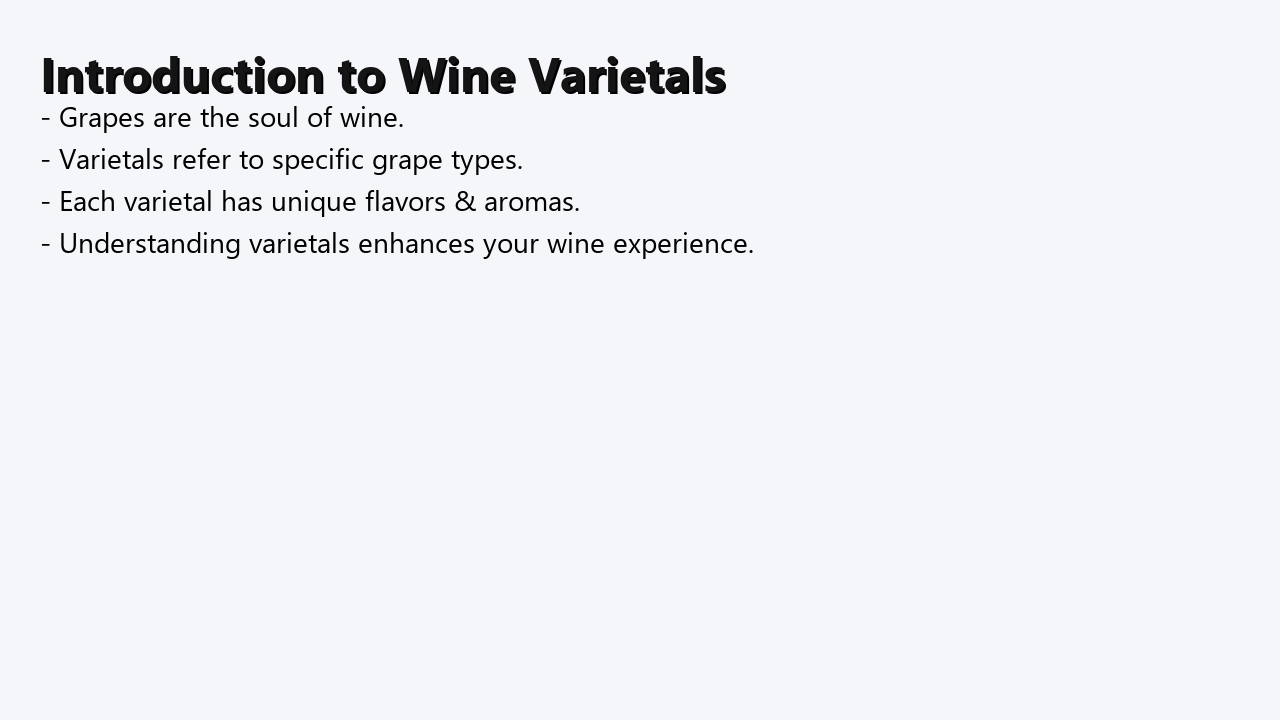 Introduction to Wine Varietals
- Grapes are the soul of wine.
- Varietals refer to specific grape types.
- Each varietal has unique flavors & aromas.
- Understanding varietals enhances your wine experience.